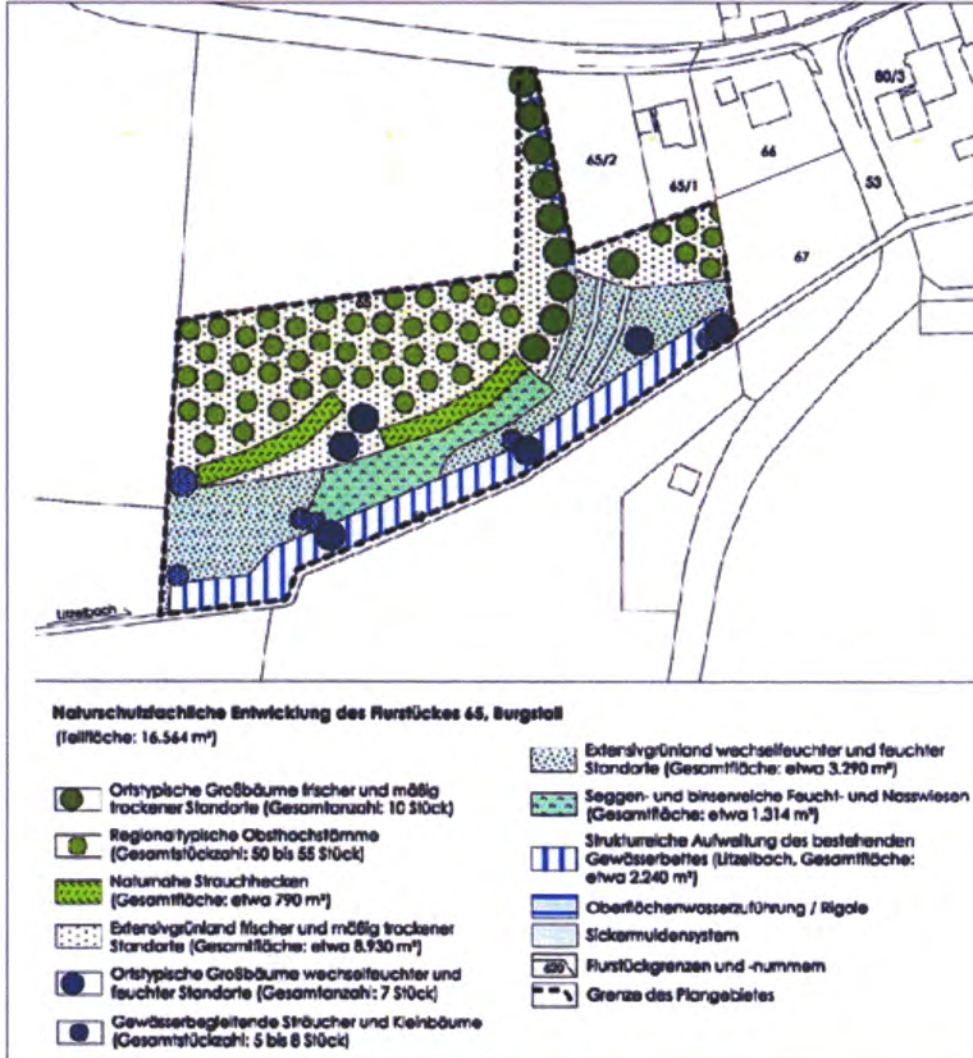 65/2
65/1
66
80/3
53
67
65
Litzelbach
Naturschutzfachliche Entwicklung des Flurstückes 65, Burgstall
(Teilfläche: 16.564 m²)
Ortstypische Großbäume frischer und mäßig
trockener Standorte (Gesamtanzahl: 10 Stück)
Regionaltypische Obsthochstämme
(Gesamtstückzahl: 50 bis 55 Stück)
Naturnahe Strauchhecken
(Gesamtfläche: etwa 790 m²)
Extensivgrünland frischer und mäßig trockener
Standorte (Gesamtfläche: etwa 8.930 m²)
Ortstypische Großbäume wechselfeuchter und
feuchter Standorte (Gesamtanzahl: 7 Stück)
Gewässerbegleitende Sträucher und Kleinbäume
(Gesamtstückzahl: 5 bis 8 Stück)
Extensivgrünland wechselfeuchter und feuchter
Standorte (Gesamtfläche: etwa 3.290 m²)
Seggen- und binsenreiche Feucht- und Nasswiesen
(Gesamtfläche: etwa 1.314 m²)
Strukturreiche Aufweitung des bestehenden
Gewässerbettes (Litzelbach, Gesamtfläche:
etwa 2.240 m²)
Oberflächenwasserzuführung / Rigole
Sickermuldensystem
620
Flurstückgrenzen und -nummern
Grenze des Plangebietes